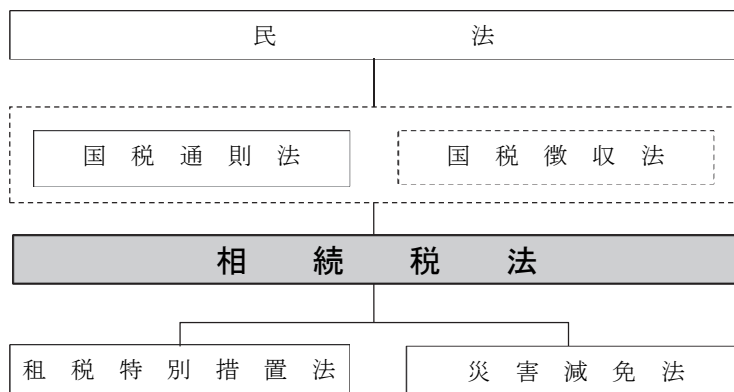 民法
国税通則法
国税徴収法
相続税法
租税特別措置法
災害減免法